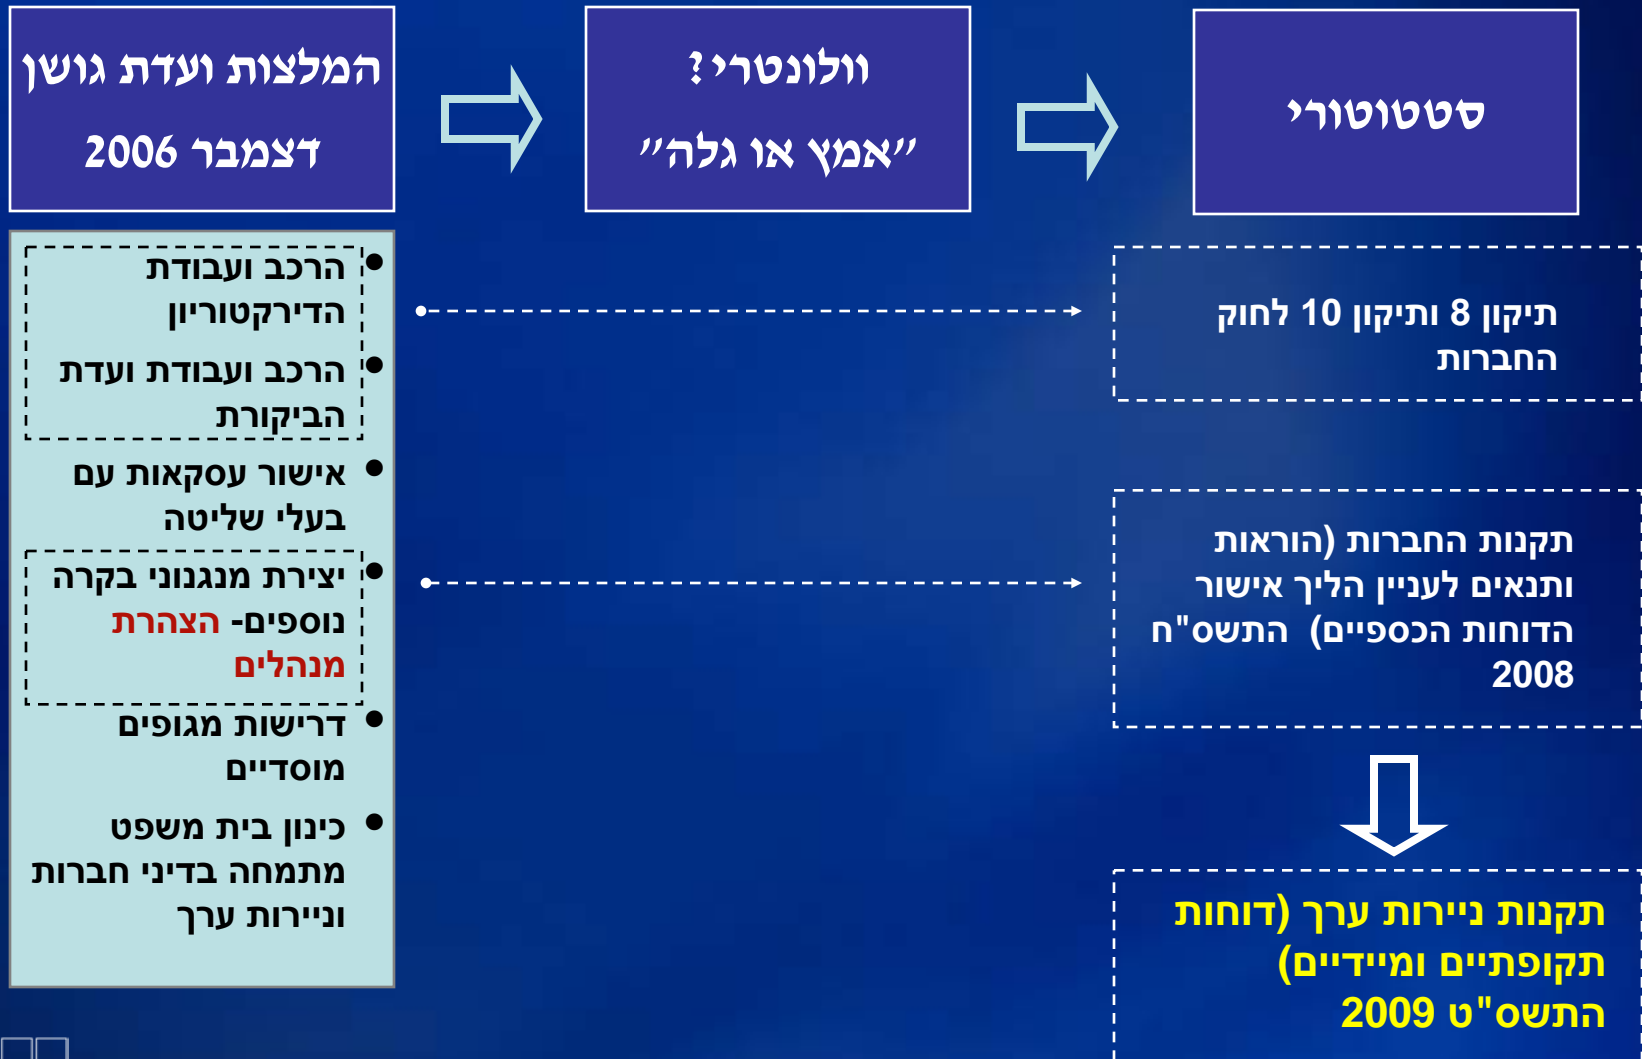 המלצות ועדת גושן
דצמבר 2006
וולונטרי?
"אמץ או גלה"
סטטוטורי
• הרכב ועבודת
הדירקטוריון
• הרכב ועבודת ועדת
הביקורת
• אישור עסקאות עם
בעלי שליטה
• יצירת מנגנוני בקרה
נוספים- הצהרת
מנהלים
• דרישות מגופים
מוסדיים
• כינון בית משפט
מתמחה בדיני חברות
וניירות ערך
תיקון 8 ותיקון 10 לחוק
החברות
תקנות החברות (הוראות
ותנאים לעניין הליך אישור
הדוחות הכספיים) התשס"ח
2008
תקנות ניירות ערך (דוחות
תקופתיים ומיידיים)
התשס"ט 2009